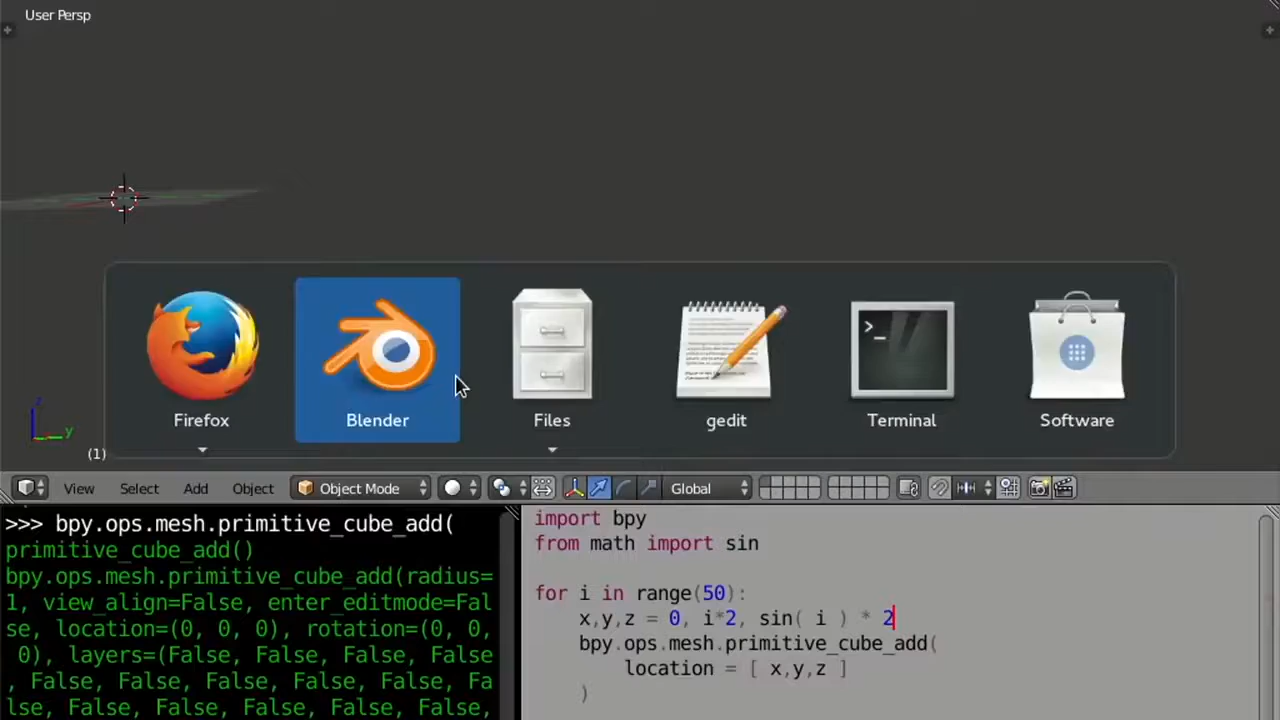 User Persp
Firefox
Blender
Files
gedit
Terminal
Software
z
y
(1)
View Select Add Object Object Mode Global
>>> bpy.ops.mesh.primitive_cube_add(
primitive_cube_add()
bpy.ops.mesh.primitive_cube_add(radius=
1, view_align=False, enter_editmode=Fal
se, location=(0, 0, 0), rotation=(0, 0,
 0), layers=(False, False, False, False
, False, False, False, False, False, Fa
lse, False, False, False, False, False,
import bpy
from math import sin
for i in range(50):
    x,y,z = 0, i*2, sin( i ) * 2
    bpy.ops.mesh.primitive_cube_add(
        location = [ x,y,z ]
    )